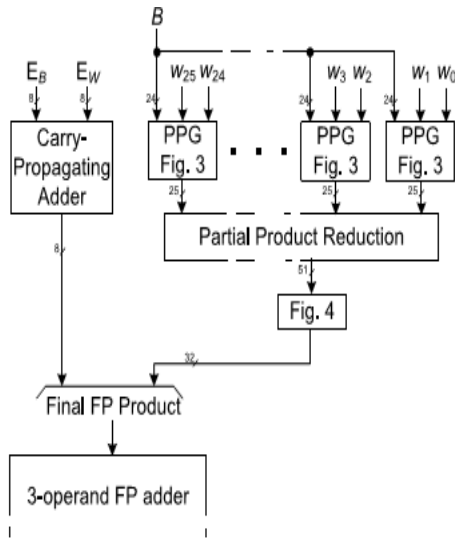 B
E_B E_W w_25 w_24 w_3 w_2 w_1 w_0
8 8 24 24 24
Carry-
Propagating
Adder
PPG
Fig. 3
. . .
PPG
Fig. 3
PPG
Fig. 3
25 25 25
Partial Product Reduction
8
51
Fig. 4
32
Final FP Product
3-operand FP adder